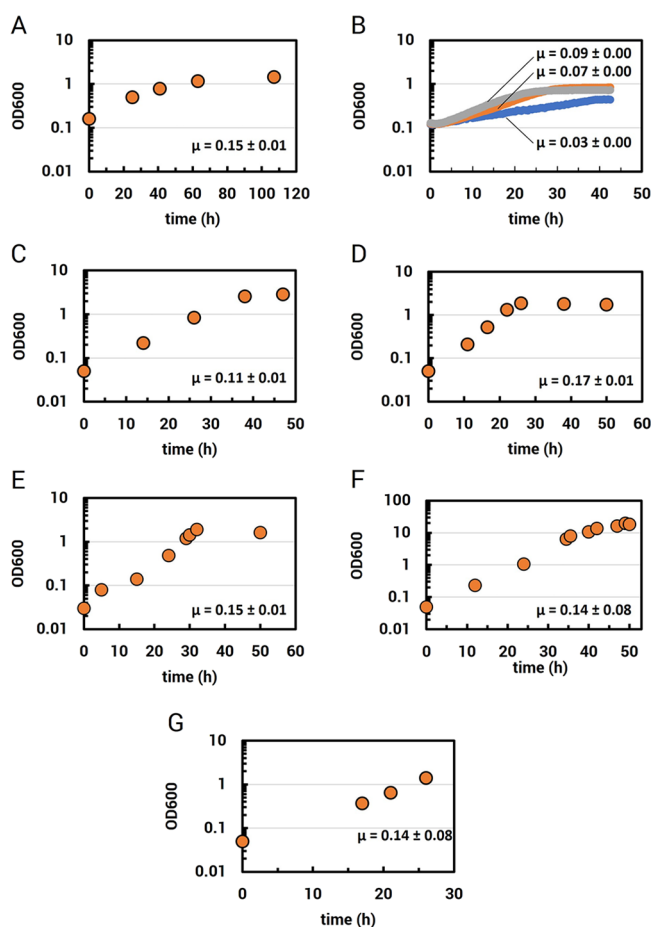 A
10
1
0.1
0.01
OD600
μ = 0.15 ± 0.01
0 20 40 60 80 100 120
time (h)
B
10
1
0.1
0.01
OD600
μ = 0.09 ± 0.00
μ = 0.07 ± 0.00
μ = 0.03 ± 0.00
0 10 20 30 40 50
time (h)
C
10
1
0.1
0.01
OD600
μ = 0.11 ± 0.01
0 10 20 30 40 50
time (h)
D
10
1
0.1
0.01
OD600
μ = 0.17 ± 0.01
0 10 20 30 40 50 60
time (h)
E
10
1
0.1
0.01
OD600
μ = 0.15 ± 0.01
0 10 20 30 40 50 60
time (h)
F
100
10
1
0.1
0.01
OD600
μ = 0.14 ± 0.08
0 10 20 30 40 50
time (h)
G
10
1
0.1
0.01
OD600
μ = 0.14 ± 0.08
0 10 20 30
time (h)